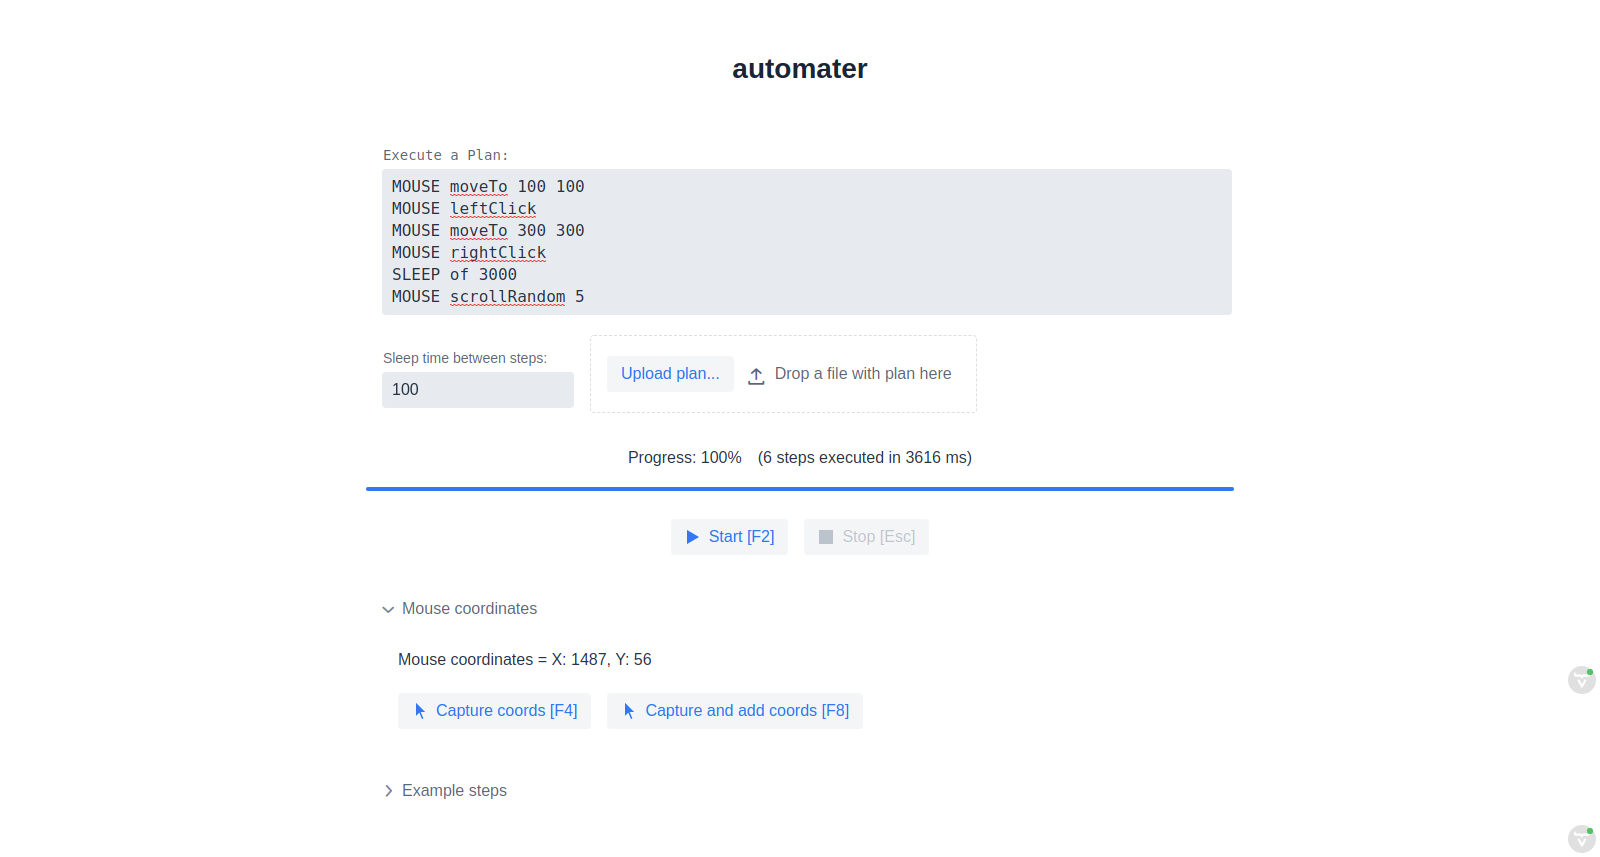 automater
Execute a Plan:
MOUSE moveTo 100 100
MOUSE leftClick
MOUSE moveTo 300 300
MOUSE rightClick
SLEEP of 3000
MOUSE scrollRandom 5
Sleep time between steps:
100
Upload plan...
Drop a file with plan here
Progress: 100% (6 steps executed in 3616 ms)
Start [F2]
Stop [Esc]
Mouse coordinates
Mouse coordinates = X: 1487, Y: 56
Capture coords [F4]
Capture and add coords [F8]
Example steps